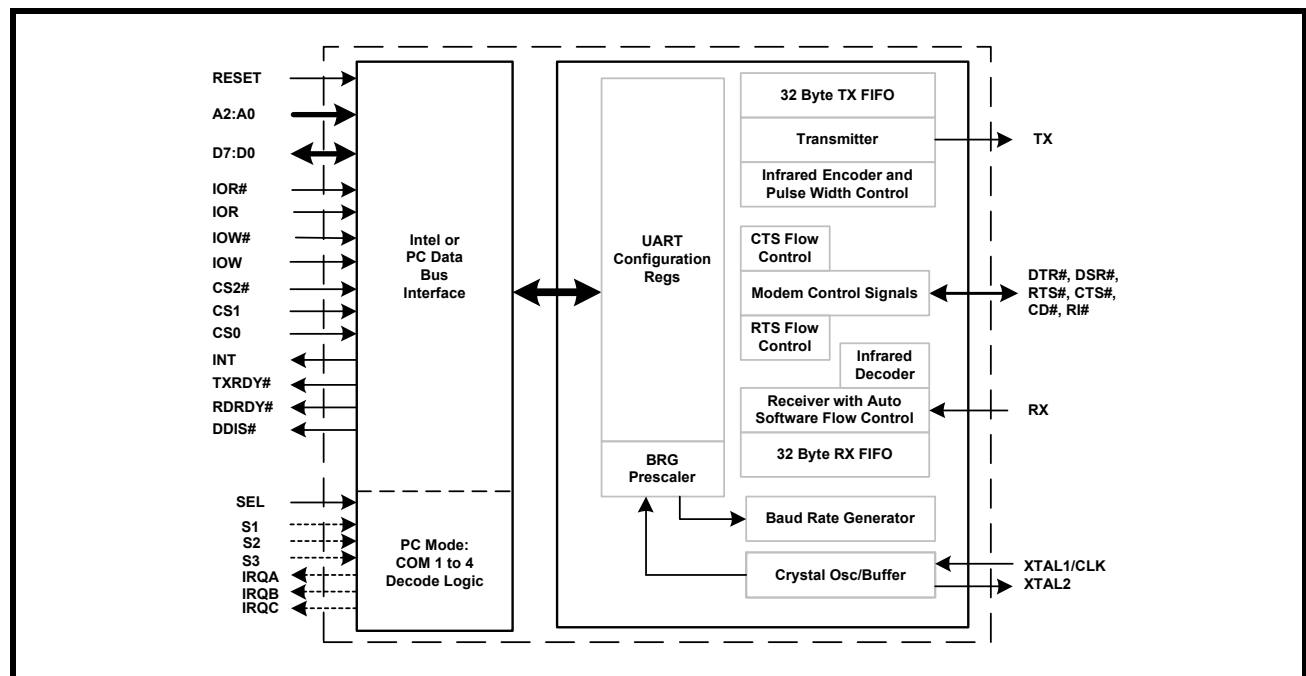 RESET
A2:A0
D7:D0
IOR#
IOR
IOW#
IOW
CS2#
CS1
CS0
INT
TXRDY#
RDRDY#
DDIS#
SEL
S1
S2
S3
IRQA
IRQB
IRQC
Intel or
PC Data
Bus
Interface
PC Mode:
COM 1 to 4
Decode Logic
UART
Configuration
Regs
BRG
Prescaler
32 Byte TX FIFO
Transmitter
Infrared Encoder and
Pulse Width Control
CTS Flow
Control
Modem Control Signals
RTS Flow
Control
Infrared
Decoder
Receiver with Auto
Software Flow Control
32 Byte RX FIFO
Baud Rate Generator
Crystal Osc/Buffer
TX
DTR#, DSR#,
RTS#, CTS#,
CD#, RI#
RX
XTAL1/CLK
XTAL2